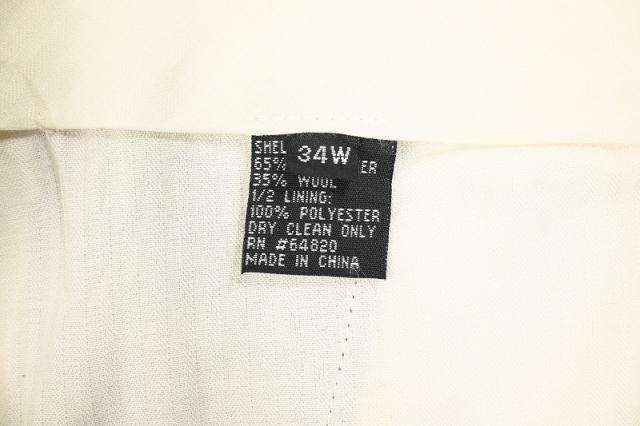 SHEL
34W
65% ER
35% WOOL
1/2 LINING:
100% POLYESTER
DRY CLEAN ONLY
RN #64820
MADE IN CHINA